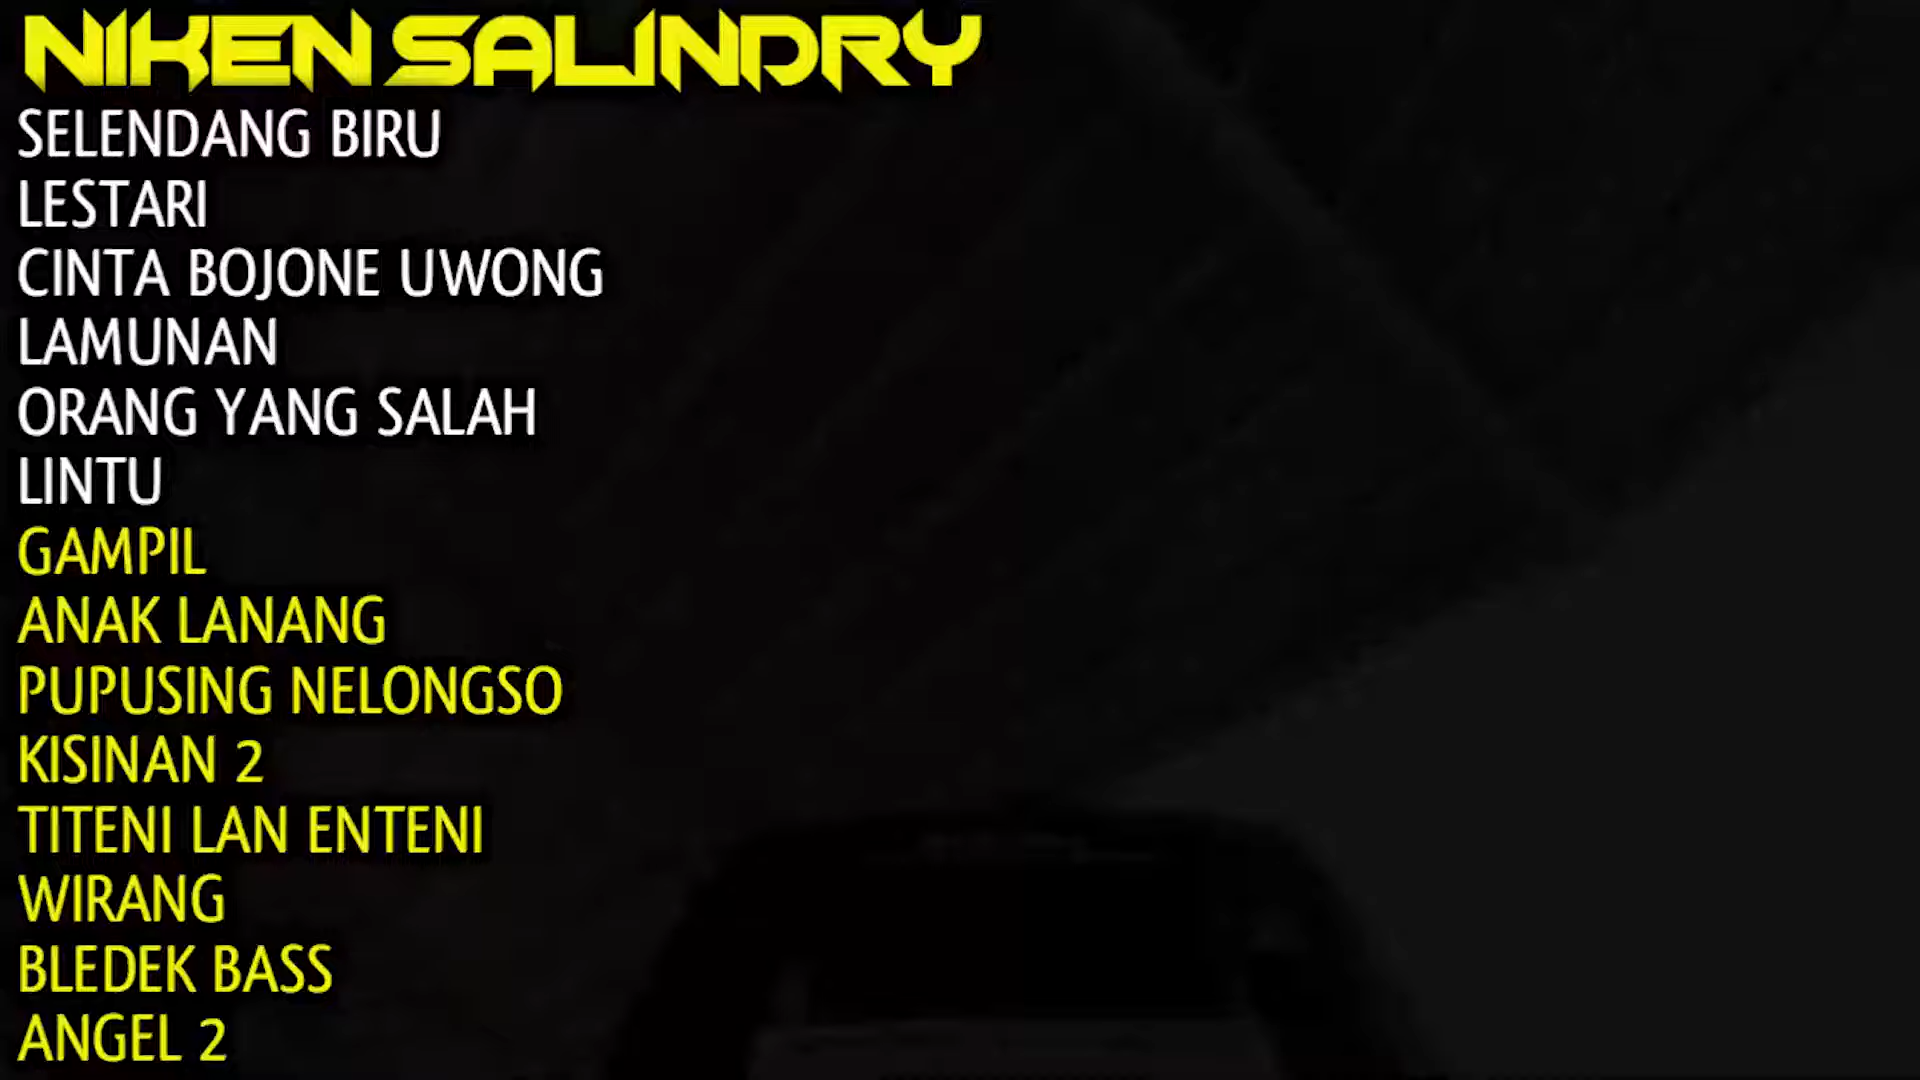 NIKEN SALINDRY
SELENDANG BIRU
LESTARI
CINTA BOJONE UWONG
LAMUNAN
ORANG YANG SALAH
LINTU
GAMPIL
ANAK LANANG
PUPUSING NELONGSO
KISINAN 2
TITENI LAN ENTENI
WIRANG
BLEDEK BASS
ANGEL 2